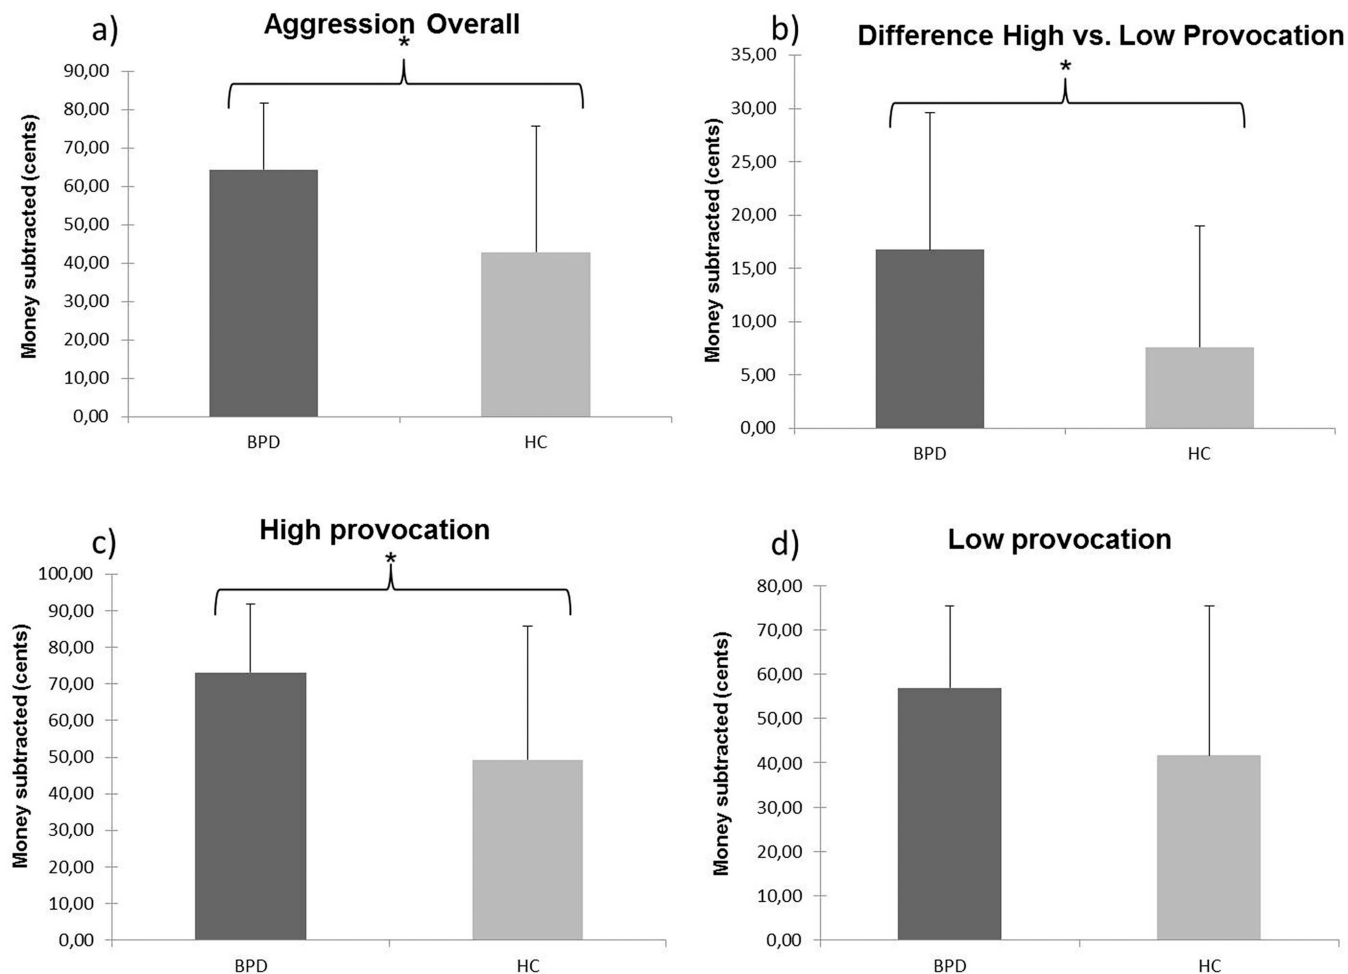 a)
Aggression Overall
*
Money subtracted (cents)
90,00
80,00
70,00
60,00
50,00
40,00
30,00
20,00
10,00
0,00
BPD
HC
b)
Difference High vs. Low Provocation
*
Money subtracted (cents)
35,00
30,00
25,00
20,00
15,00
10,00
5,00
0,00
BPD
HC
c)
High provocation
*
Money subtracted (cents)
100,00
90,00
80,00
70,00
60,00
50,00
40,00
30,00
20,00
10,00
0,00
BPD
HC
d)
Low provocation
Money subtracted (cents)
80,00
70,00
60,00
50,00
40,00
30,00
20,00
10,00
0,00
BPD
HC